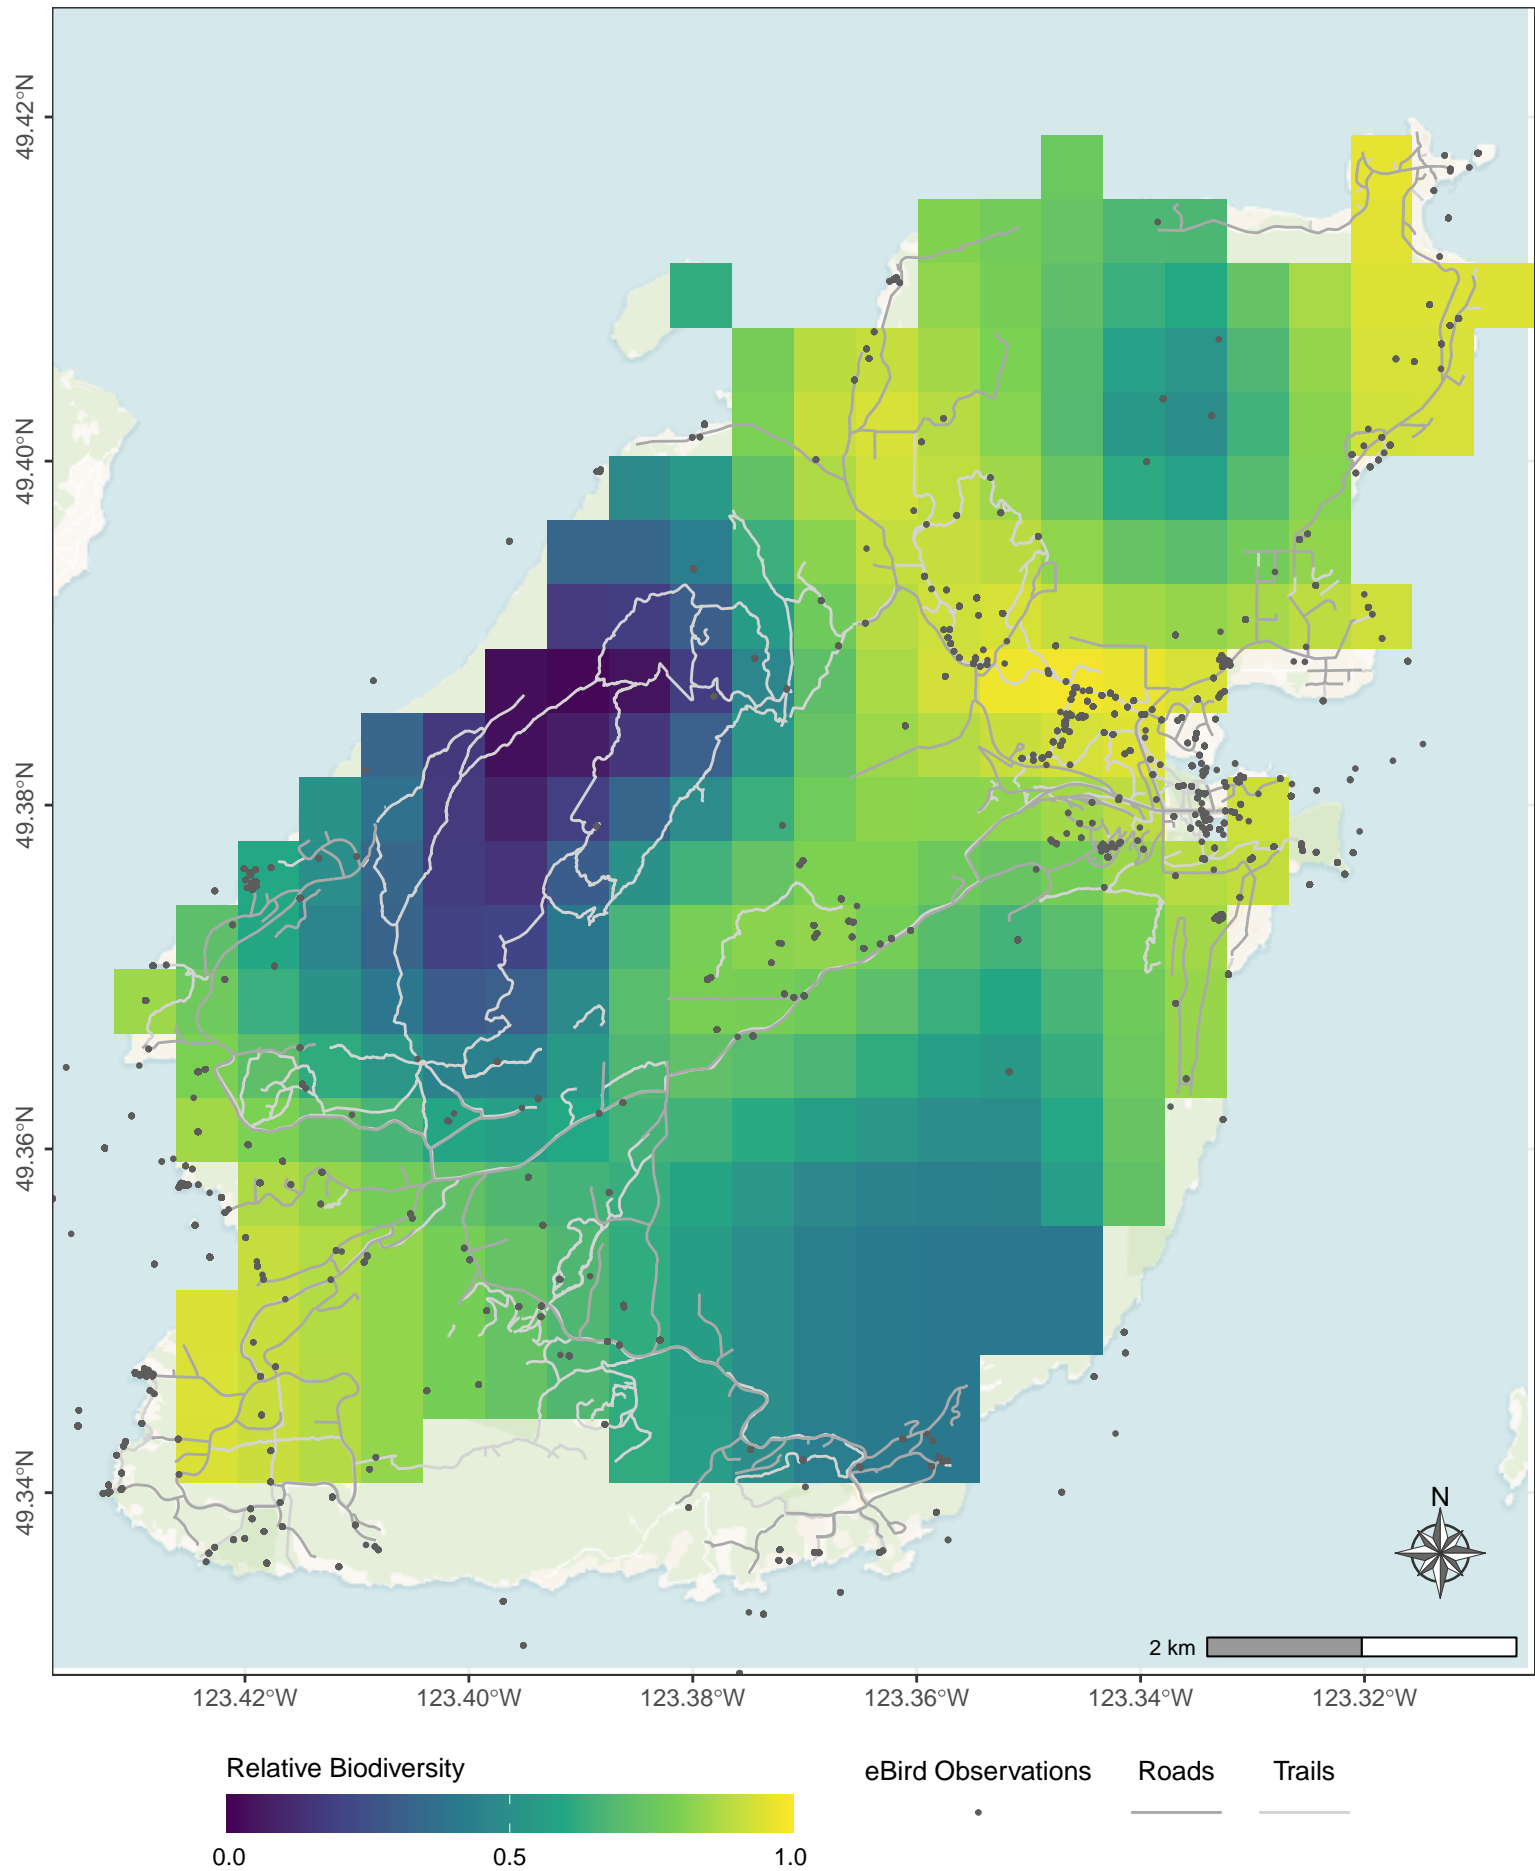 49.42°N
49.40°N
49.38°N
49.36°N
49.34°N
N
2 km
123.42°W 123.40°W 123.38°W 123.36°W 123.34°W 123.32°W
Relative Biodiversity
0.0 0.5 1.0
eBird Observations Roads Trails